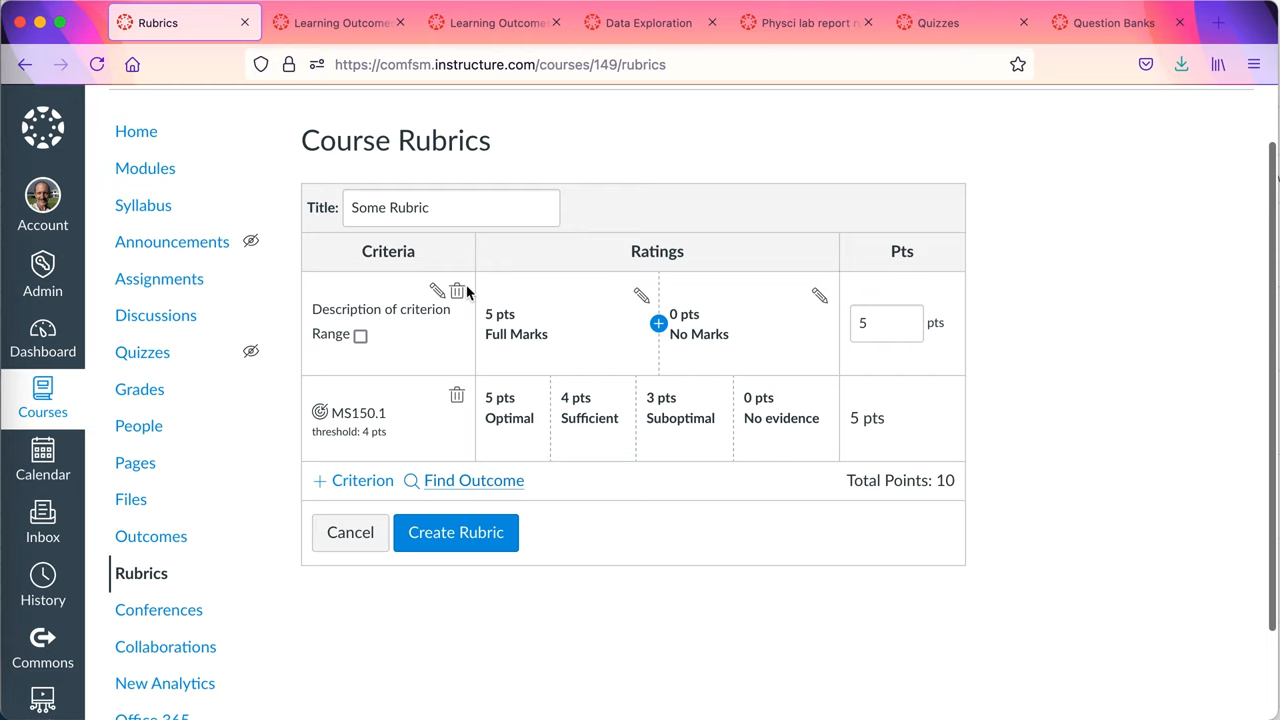 Rubrics
Learning Outcome
Learning Outcome
Data Exploration
Physci lab report r
Quizzes
Question Banks
https://comfsm.instructure.com/courses/149/rubrics
Account
Admin
Dashboard
Courses
Calendar
Inbox
History
Commons
Home
Modules
Syllabus
Announcements
Assignments
Discussions
Quizzes
Grades
People
Pages
Files
Outcomes
Rubrics
Conferences
Collaborations
New Analytics
Office 365
Course Rubrics
Title: Some Rubric
Criteria Ratings Pts
Description of criterion
Range
5 pts
Full Marks
0 pts
No Marks
5 pts
MS150.1
threshold: 4 pts
5 pts
Optimal
4 pts
Sufficient
3 pts
Suboptimal
0 pts
No evidence
5 pts
+ Criterion Find Outcome Total Points: 10
Cancel Create Rubric